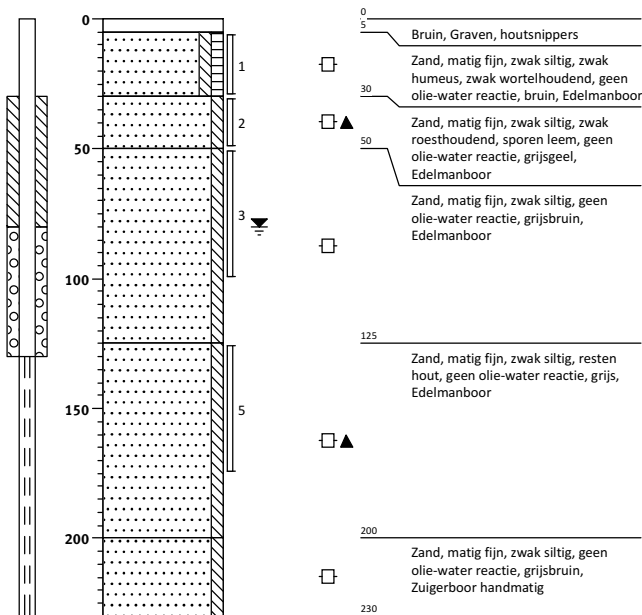 0
50
100
150
200
1
2
3
5
0
5
Bruin, Graven, houtsnippers
Zand, matig fijn, zwak siltig, zwak
humeus, zwak wortelhoudend, geen
olie-water reactie, bruin, Edelmanboor
30
Zand, matig fijn, zwak siltig, zwak
roesthoudend, sporen leem, geen
olie-water reactie, grijsgeel,
Edelmanboor
50
Zand, matig fijn, zwak siltig, geen
olie-water reactie, grijsbruin,
Edelmanboor
125
Zand, matig fijn, zwak siltig, resten
hout, geen olie-water reactie, grijs,
Edelmanboor
200
Zand, matig fijn, zwak siltig, geen
olie-water reactie, grijsbruin,
Zuigerboor handmatig
230